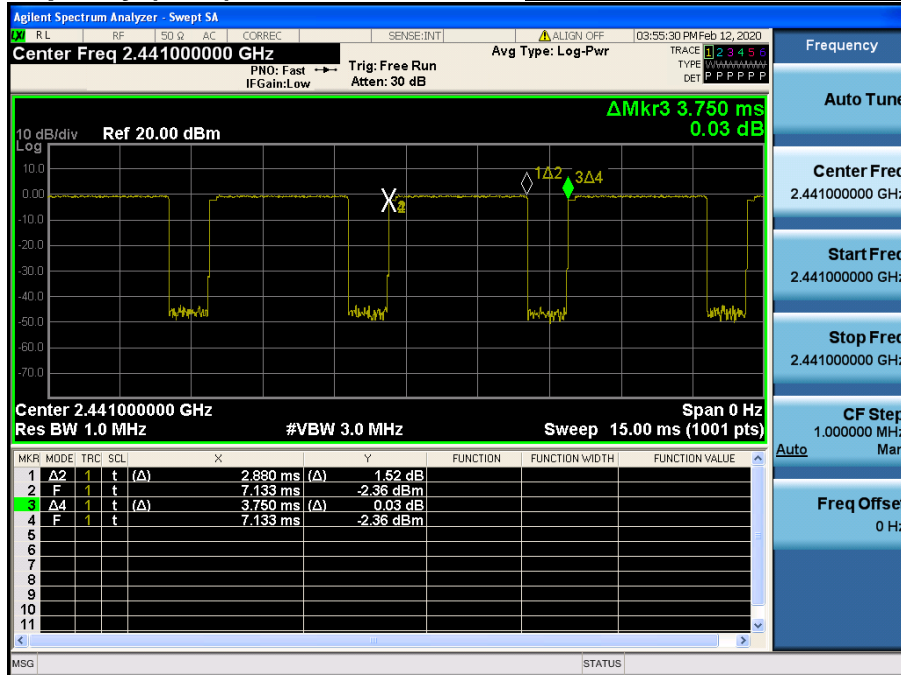 Agilent Spectrum Analyzer - Swept SA
LXI RL RF 50 Ω AC CORREC SENSE:INT ALIGN OFF 03:55:30 PM Feb 12, 2020
Center Freq 2.441000000 GHz Avg Type: Log-Pwr TRACE 1 2 3 4 5 6
PNO: Fast Trig: Free Run TYPE WWWWWW
IFGain:Low Atten: 30 dB DET P P P P P P
Frequency
Auto Tune
ΔMkr3 3.750 ms
10 dB/div Ref 20.00 dBm 0.03 dB
Log
10.0
0.00
-10.0
-20.0
-30.0
-40.0
-50.0
-60.0
-70.0
X2
1Δ2
3Δ4
Center Freq
2.441000000 GHz
Start Freq
2.441000000 GHz
Stop Freq
2.441000000 GHz
Center 2.441000000 GHz Span 0 Hz
Res BW 1.0 MHz #VBW 3.0 MHz Sweep 15.00 ms (1001 pts)
CF Step
1.000000 MHz
Auto Man
MKR MODE TRC SCL X Y FUNCTION FUNCTION WIDTH FUNCTION VALUE
1 Δ2 1 t (Δ) 2.880 ms (Δ) 1.52 dB
2 F 1 t 7.133 ms -2.36 dBm
3 Δ4 1 t (Δ) 3.750 ms (Δ) 0.03 dB
4 F 1 t 7.133 ms -2.36 dBm
5
6
7
8
9
10
11
Freq Offset
0 Hz
MSG STATUS